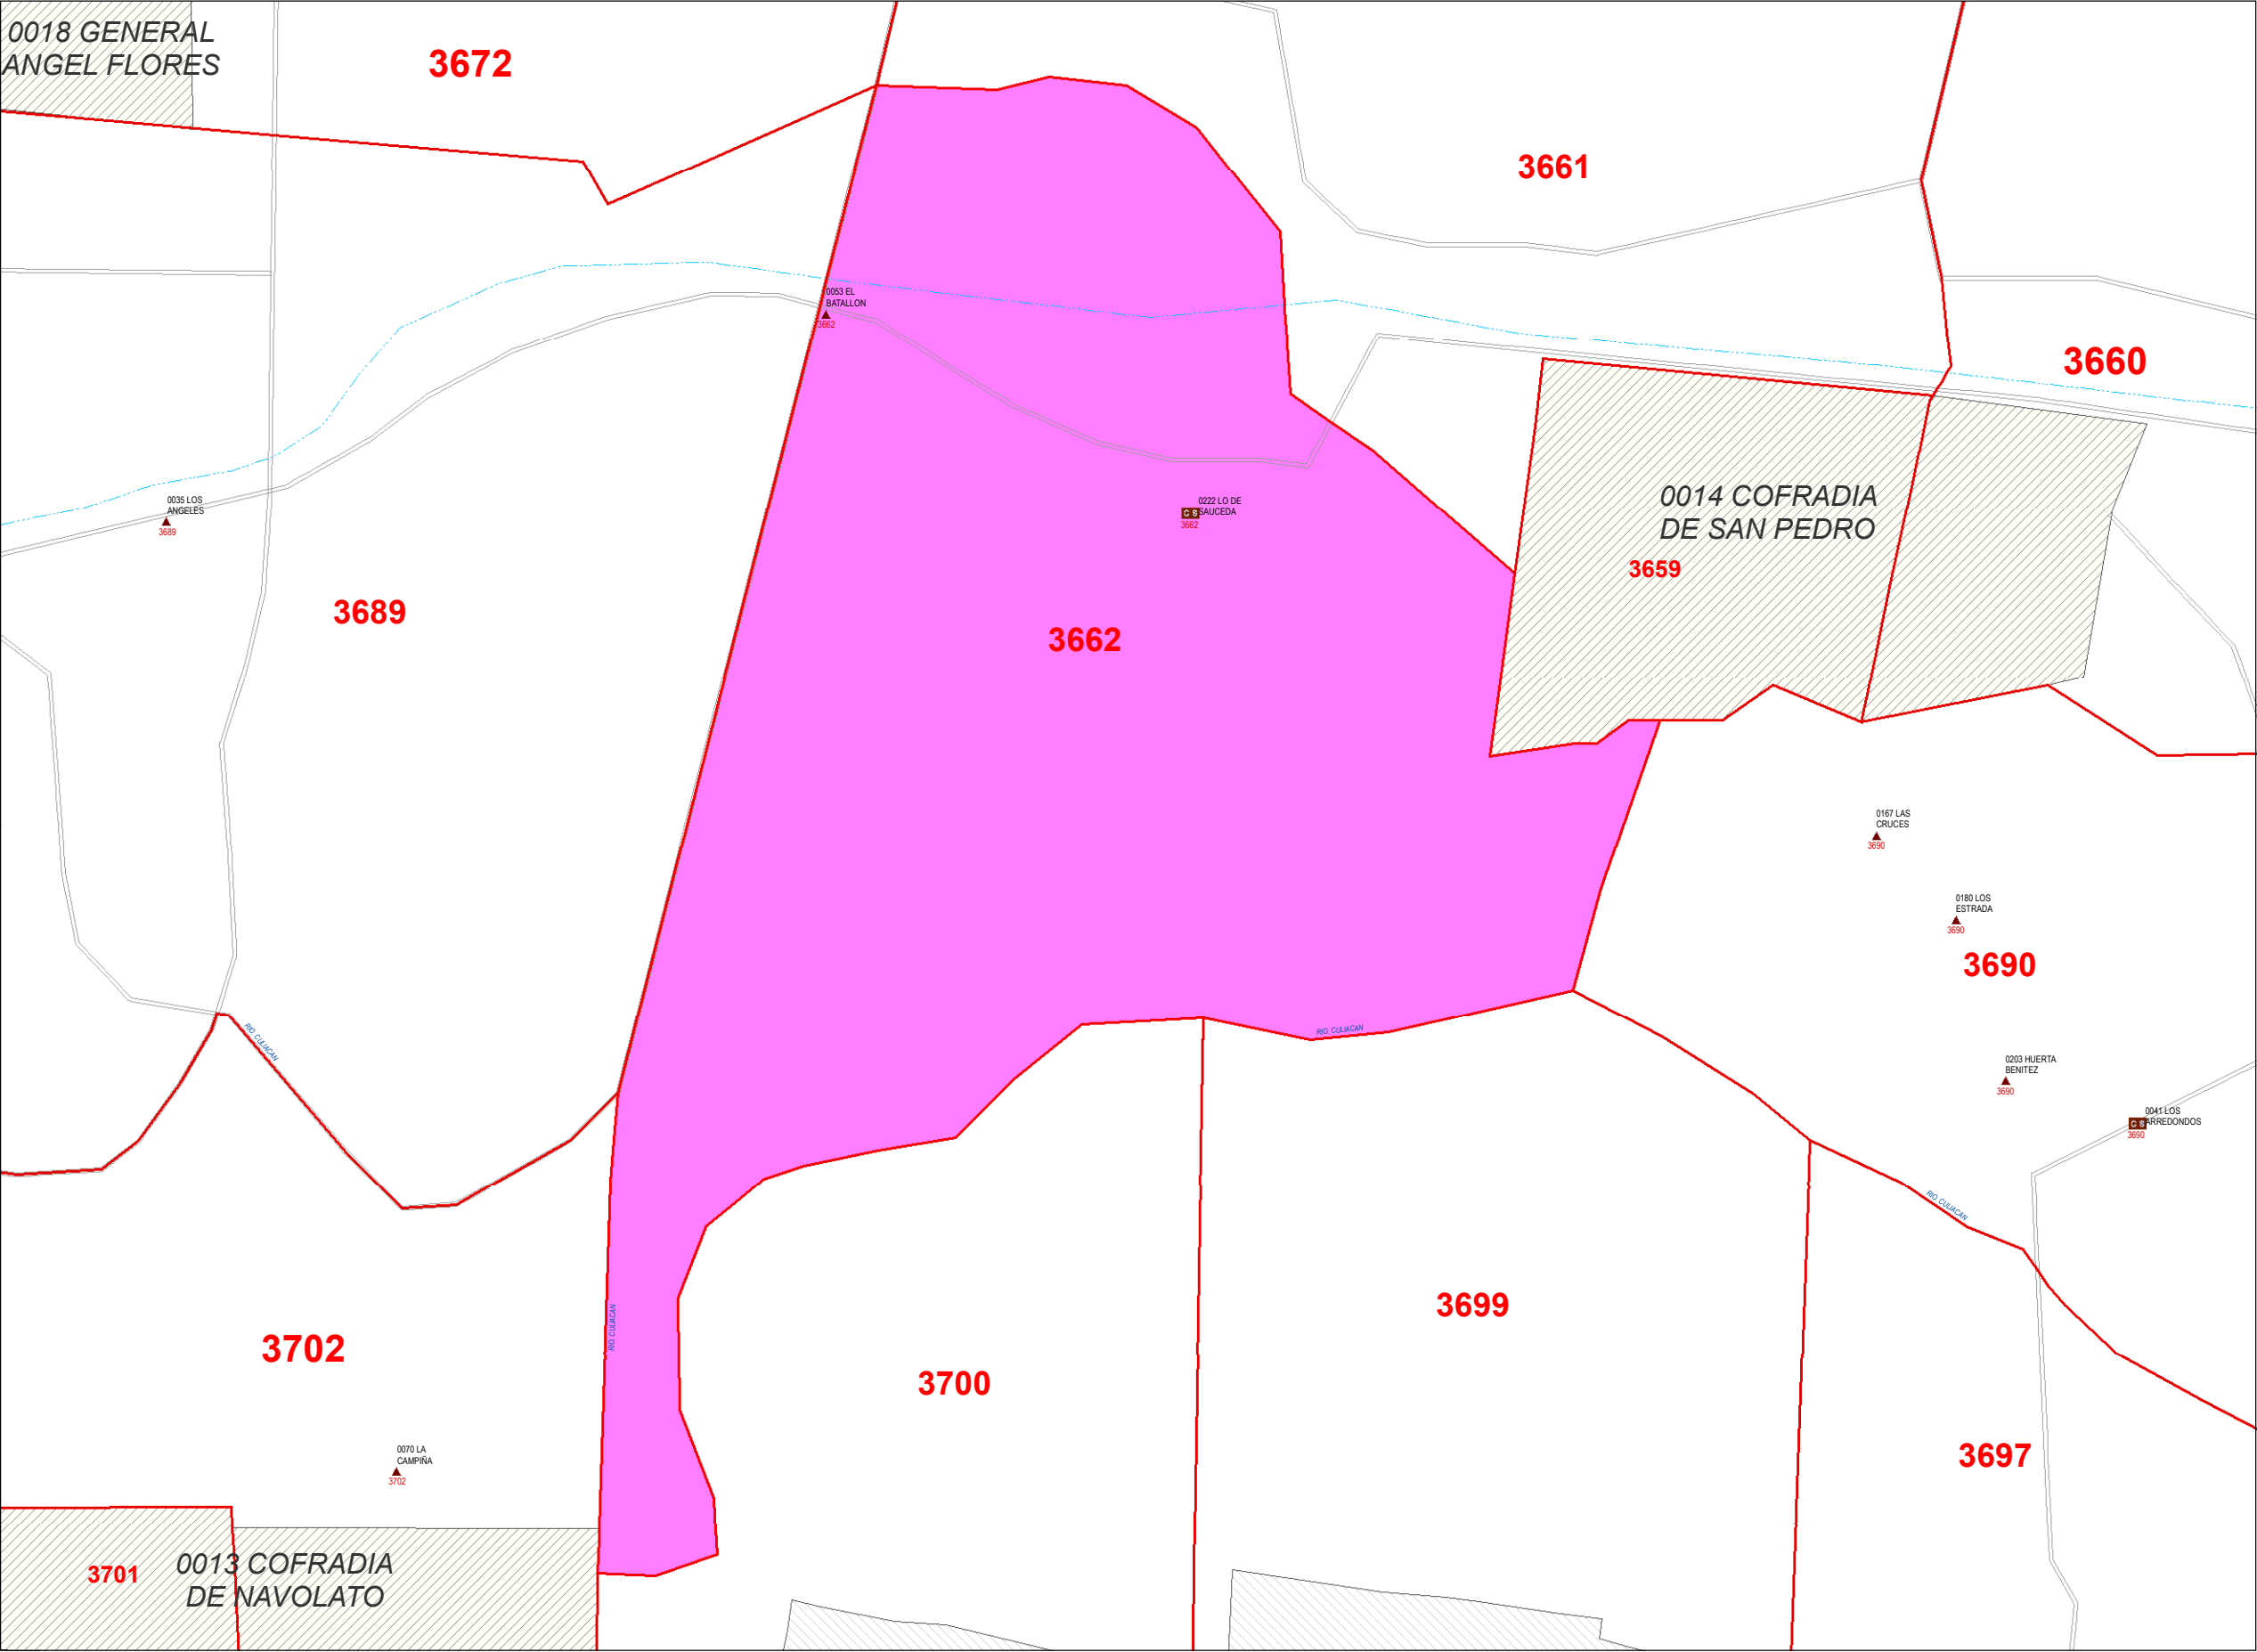 0018 GENERAL
ANGEL FLORES
3672
3661
0053 EL
BATALLON
3662
3660
0035 LOS
ANGELES
3689
0222 LO DE
SAUCEDA
C S
3662
0014 COFRADIA
DE SAN PEDRO
3659
3689
3662
0167 LAS
CRUCES
3690
0180 LOS
ESTRADA
3690
3690
RIO. CULIACAN
RIO. CULIACAN
0203 HUERTA
BENITEZ
3690
0041 LOS
ARREDONDOS
C S
3690
RIO. CULIACAN
RIO. CULIACAN
3702
3699
3700
0070 LA
CAMPIÑA
3702
3697
3701
0013 COFRADIA
DE NAVOLATO